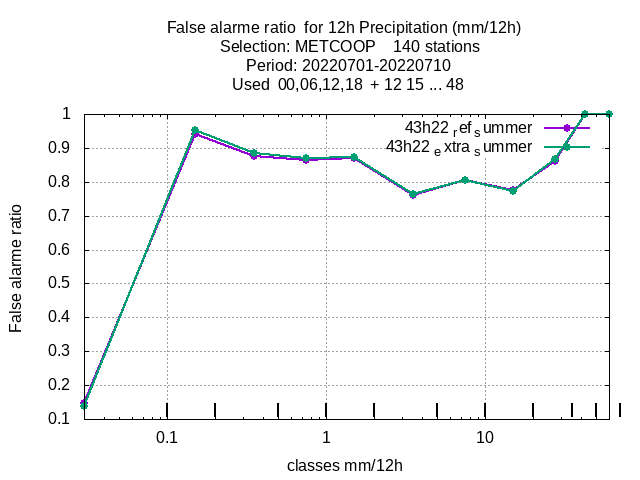 False alarme ratio  for 12h Precipitation (mm/12h)
Selection: METCOOP    140 stations
Period: 20220701-20220710
Used  00,06,12,18  + 12 15 ... 48
43h22 ref summer
43h22 extra summer
1
0.9
0.8
0.7
0.6
0.5
0.4
0.3
0.2
0.1
False alarme ratio
0.1 1 10
classes mm/12h